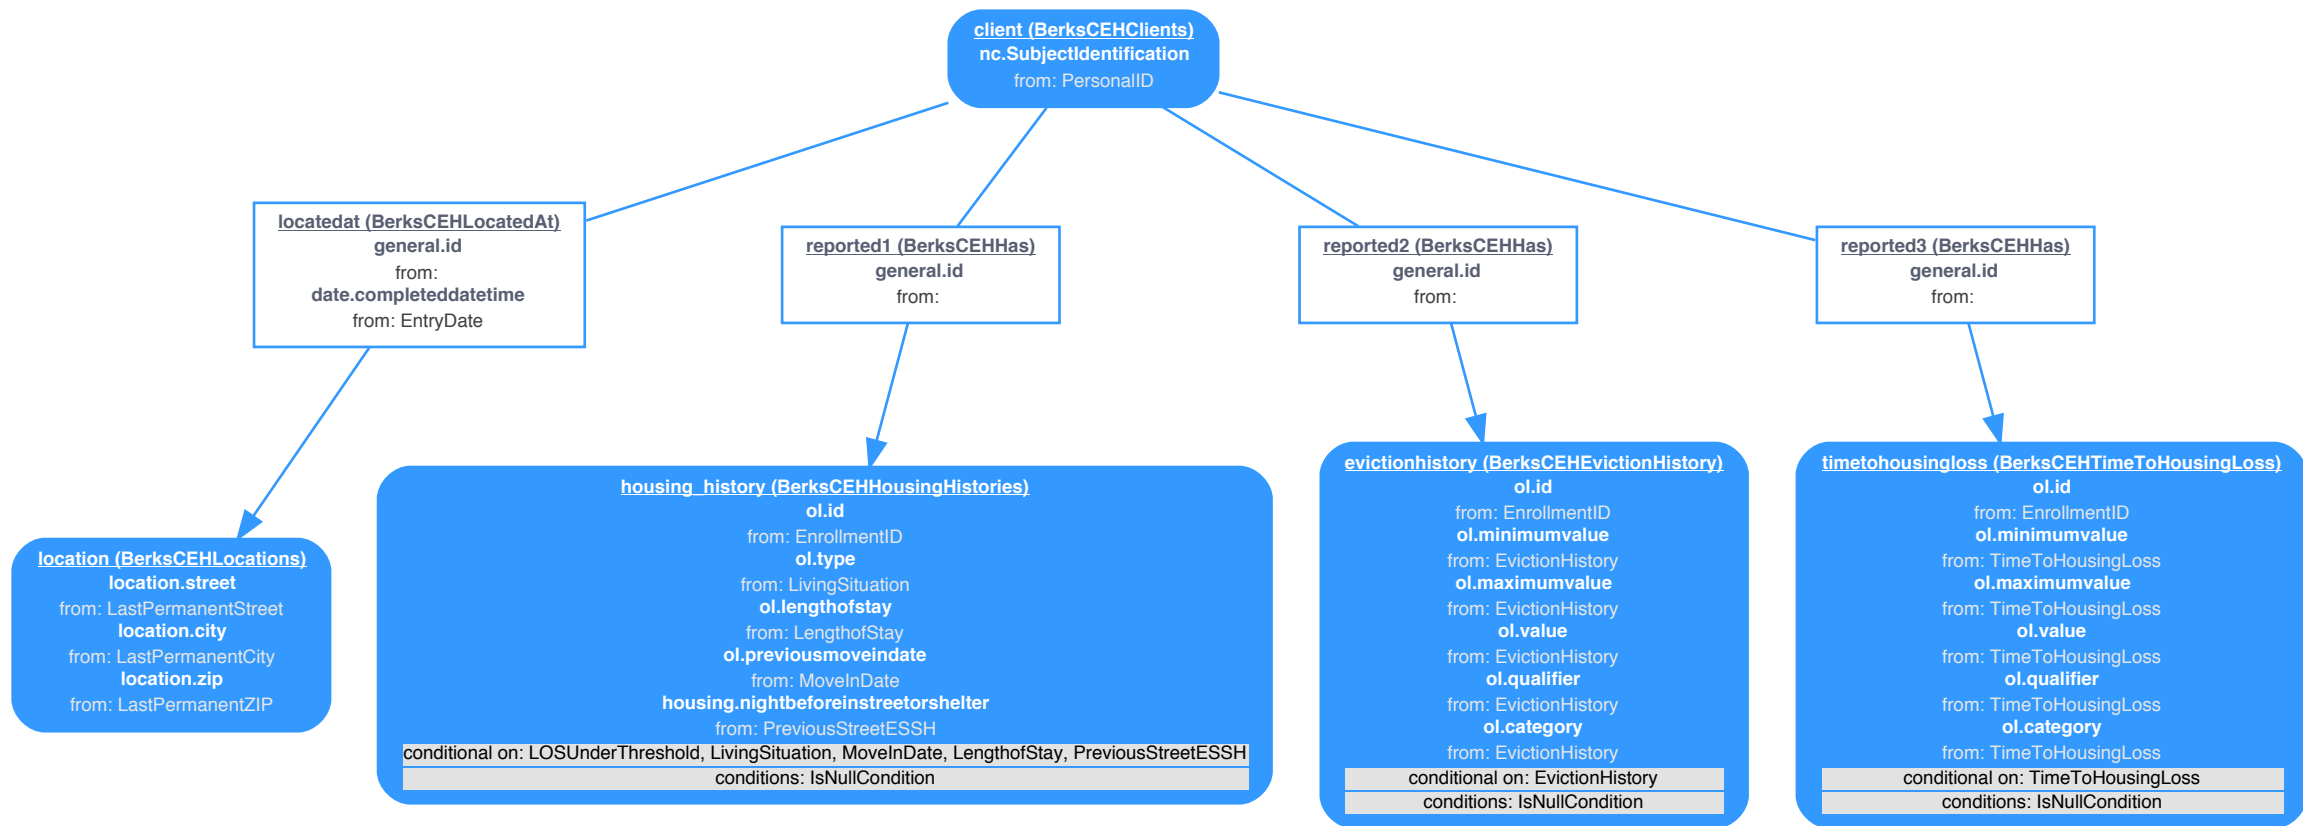 client (BerksCEHClients)
nc.SubjectIdentification
from: PersonalID
locatedat (BerksCEHLocatedAt)
general.id
from:
date.completeddatetime
from: EntryDate
reported1 (BerksCEHHas)
general.id
from:
reported2 (BerksCEHHas)
general.id
from:
reported3 (BerksCEHHas)
general.id
from:
location (BerksCEHLocations)
location.street
from: LastPermanentStreet
location.city
from: LastPermanentCity
location.zip
from: LastPermanentZIP
housing_history (BerksCEHHousingHistories)
ol.id
from: EnrollmentID
ol.type
from: LivingSituation
ol.lengthofstay
from: LengthofStay
ol.previousmoveindate
from: MoveInDate
housing.nightbeforeinstreetorshelter
from: PreviousStreetESSH
conditional on: LOSUnderThreshold, LivingSituation, MoveInDate, LengthofStay, PreviousStreetESSH
conditions: IsNullCondition
evictionhistory (BerksCEHEvictionHistory)
ol.id
from: EnrollmentID
ol.minimumvalue
from: EvictionHistory
ol.maximumvalue
from: EvictionHistory
ol.value
from: EvictionHistory
ol.qualifier
from: EvictionHistory
ol.category
from: EvictionHistory
conditional on: EvictionHistory
conditions: IsNullCondition
timetohousingloss (BerksCEHTimeToHousingLoss)
ol.id
from: EnrollmentID
ol.minimumvalue
from: TimeToHousingLoss
ol.maximumvalue
from: TimeToHousingLoss
ol.value
from: TimeToHousingLoss
ol.qualifier
from: TimeToHousingLoss
ol.category
from: TimeToHousingLoss
conditional on: TimeToHousingLoss
conditions: IsNullCondition